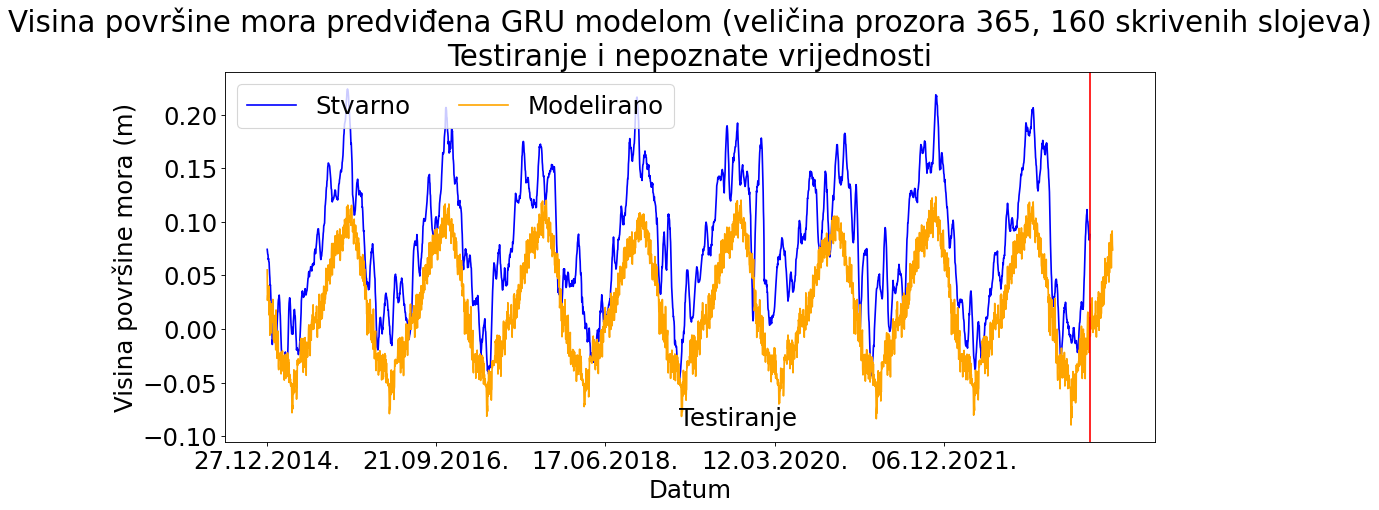 Visina površine mora predviđena GRU modelom (veličina prozora 365, 160 skrivenih slojeva)
Testiranje i nepoznate vrijednosti
Stvarno
Modelirano
Visina površine mora (m)
0.20
0.15
0.10
0.05
0.00
−0.05
−0.10
Testiranje
27.12.2014. 21.09.2016. 17.06.2018. 12.03.2020. 06.12.2021.
Datum